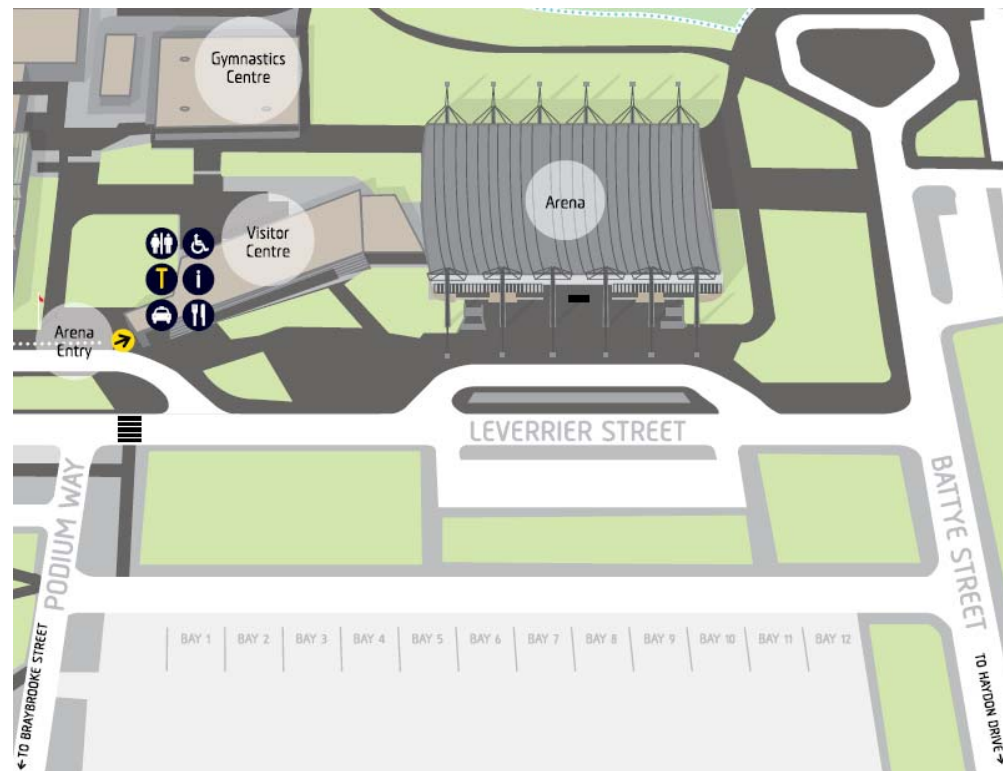 Gymnastics
Centre
Visitor
Centre
Arena
T
i
Arena
Entry
LEVERRIER STREET
PODIUM WAY
BATTYE STREET
BAY 1 BAY 2 BAY 3 BAY 4 BAY 5 BAY 6 BAY 7 BAY 8 BAY 9 BAY 10 BAY 11 BAY 12
←TO BRAYBROOKE STREET
TO HAYDON DRIVE→